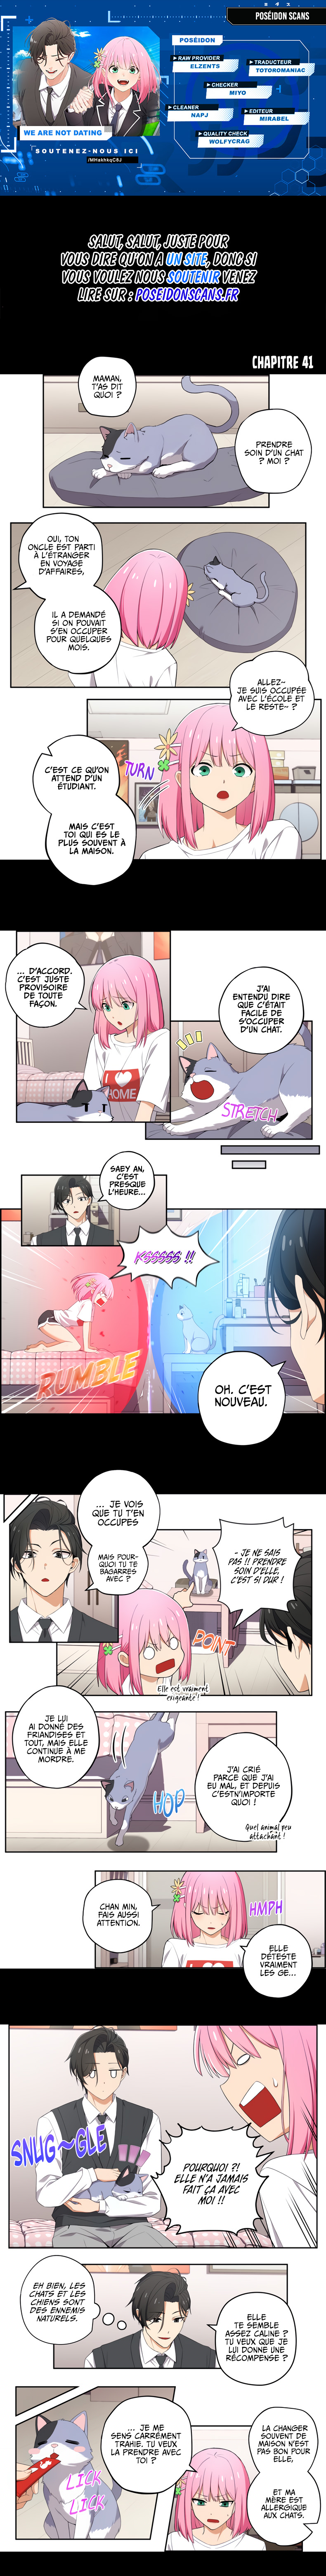 POSÉIDON SCANS
POSÉIDON
RAW PROVIDER
ELZENTS
TRADUCTEUR
TOTOROMANIAC
CHECKER
MIYO
CLEANER
NAPJ
EDITEUR
MIRABEL
QUALITY CHECK
WOLFYCRAG
WE ARE NOT DATING
SOUTENEZ-NOUS ICI
SALUT, SALUT, JUSTE POUR
VOUS DIRE QU'ON A UN SITE, DONC SI
VOUS VOULEZ NOUS SOUTENIR VENEZ
LIRE SUR : POSEIDONSCANS.FR
CHAPITRE 41
MAMAN,
T'AS DIT
QUOI ?
PRENDRE
SOIN D'UN CHAT
? MOI ?
OUI, TON
ONCLE EST PARTI
À L'ÉTRANGER
EN VOYAGE
D'AFFAIRES,
IL A DEMANDÉ
SI ON POUVAIT
S'EN OCCUPER
POUR QUELQUES
MOIS.
ALLEZ~
JE SUIS OCCUPÉE
AVEC L'ÉCOLE ET
LE RESTE~ ?
TURN
C'EST CE QU'ON
ATTEND D'UN
ÉTUDIANT.
MAIS C'EST
TOI QUI ES LE
PLUS SOUVENT À
LA MAISON.
... D'ACCORD.
C'EST JUSTE
PROVISOIRE
DE TOUTE
FAÇON.
HOME
J'AI
ENTENDU DIRE
QUE C'ÉTAIT
FACILE DE
S'OCCUPER
D'UN CHAT.
STRETCH
SAEY AN,
C'EST
PRESQUE
L'HEURE...
KSSSSS !!
RUMBLE
OH. C'EST
NOUVEAU.
... JE VOIS
QUE TU T'EN
OCCUPES
MAIS POUR-
QUOI TU TE
BAGARRES
AVEC ?
- JE NE SAIS
PAS !! PRENDRE
SOIN D'ELLE,
C'EST SI DUR !
POINT
Elle est vraiment
exigeante !
JE LUI
AI DONNÉ DES
FRIANDISES ET
TOUT, MAIS ELLE
CONTINUE À ME
MORDRE.
HOP
J'AI CRIÉ
PARCE QUE J'AI
EU MAL, ET DEPUIS
C'ESTN'IMPORTE
QUOI !
Quel animal peu
attachant !
CHAN MIN,
FAIS AUSSI
ATTENTION.
HMPH
ELLE
DÉTESTE
VRAIMENT
LES GE...
SNUG~GLE
POURQUOI ?!
ELLE N'A JAMAIS
FAIT ÇA AVEC
MOI !!
EH BIEN, LES
CHATS ET LES
CHIENS SONT
DES ENNEMIS
NATURELS.
ELLE
TE SEMBLE
ASSEZ CALINE ?
TU VEUX QUE JE
LUI DONNE UNE
RÉCOMPENSE ?
... JE ME
SENS CARRÉMENT
TRAHIE. TU VEUX
LA PRENDRE AVEC
TOI ?
LICK
LICK
LA CHANGER
SOUVENT DE
MAISON N'EST
PAS BON POUR
ELLE,
ET MA
MÈRE EST
ALLERGIQUE
AUX CHATS.